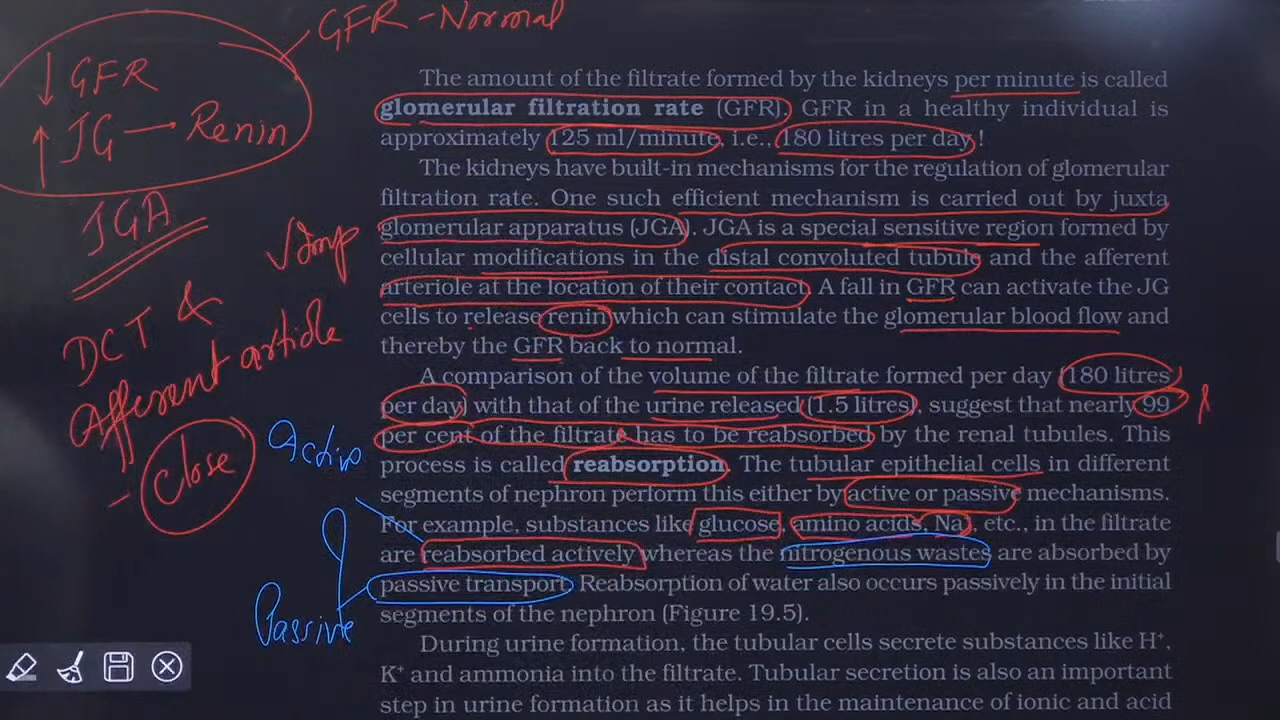 GFR - Normal
↓ GFR
↑ JG → Renin
JGA
√Imp
DCT &
Afferent article
- Close
Active
Passive
The amount of the filtrate formed by the kidneys per minute is called
glomerular filtration rate (GFR). GFR in a healthy individual is
approximately 125 ml/minute, i.e., 180 litres per day !
The kidneys have built-in mechanisms for the regulation of glomerular
filtration rate. One such efficient mechanism is carried out by juxta
glomerular apparatus (JGA). JGA is a special sensitive region formed by
cellular modifications in the distal convoluted tubule and the afferent
arteriole at the location of their contact. A fall in GFR can activate the JG
cells to release renin which can stimulate the glomerular blood flow and
thereby the GFR back to normal.
A comparison of the volume of the filtrate formed per day (180 litres
per day) with that of the urine released (1.5 litres), suggest that nearly 99
per cent of the filtrate has to be reabsorbed by the renal tubules. This
process is called reabsorption. The tubular epithelial cells in different
segments of nephron perform this either by active or passive mechanisms.
For example, substances like glucose, amino acids, Na, etc., in the filtrate
are reabsorbed actively whereas the nitrogenous wastes are absorbed by
passive transport. Reabsorption of water also occurs passively in the initial
segments of the nephron (Figure 19.5).
During urine formation, the tubular cells secrete substances like H⁺,
K⁺ and ammonia into the filtrate. Tubular secretion is also an important
step in urine formation as it helps in the maintenance of ionic and acid